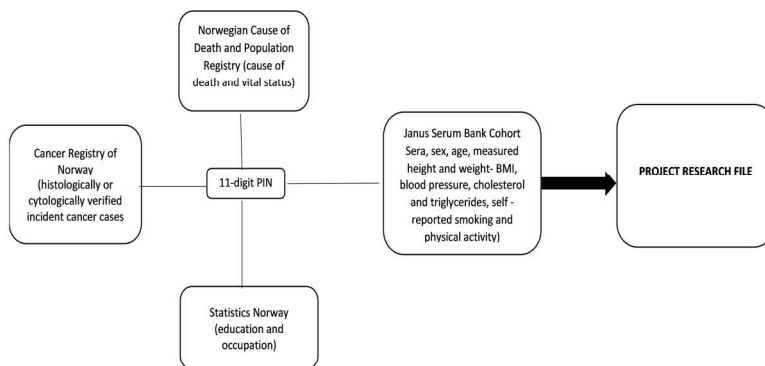 Norwegian Cause of
Death and Population
Registry (cause of
death and vital status)
Cancer Registry of
Norway
(histologically or
cytologically verified
incident cancer cases
11-digit PIN
Janus Serum Bank Cohort
Sera, sex, age, measured
height and weight- BMI,
blood pressure, cholesterol
and triglycerides, self -
reported smoking and
physical activity)
PROJECT RESEARCH FILE
Statistics Norway
(education and
occupation)